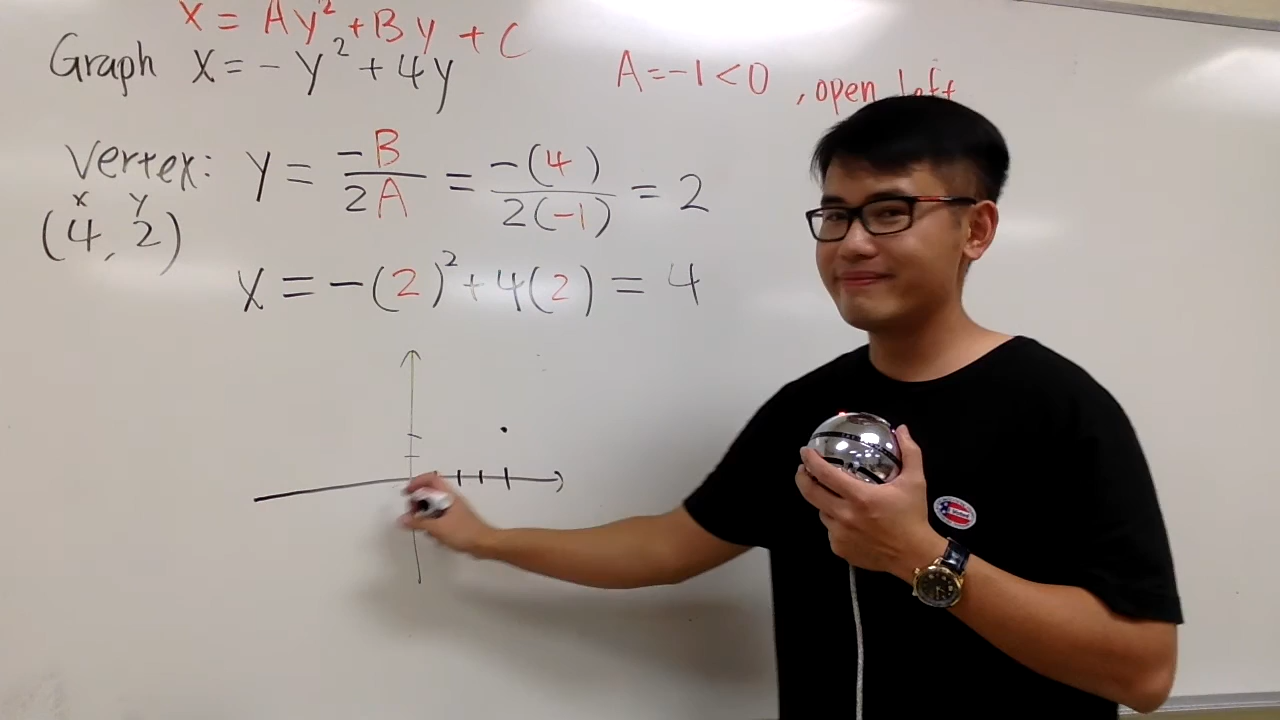 x = Ay² + By + C
Graph x = - y² + 4y
A = -1 < 0 , open left
Vertex: y = -B/2A = -(4)/2(-1) = 2
x y
(4, 2)
x = -(2)² + 4(2) = 4